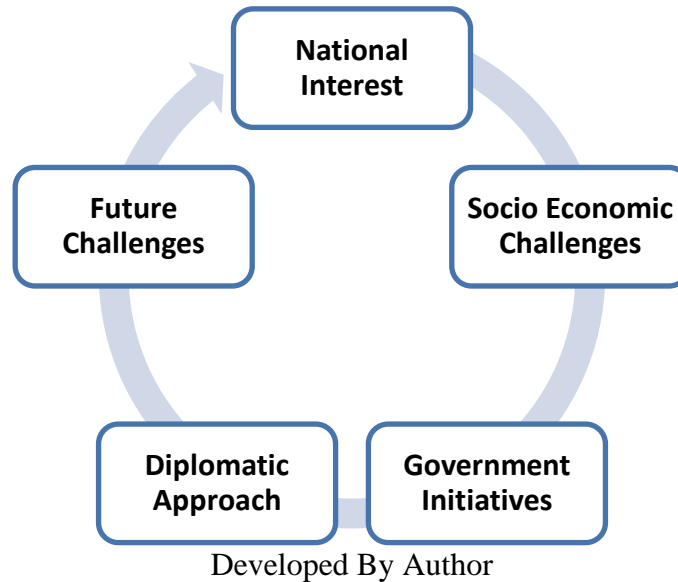 National
Interest
Socio Economic
Challenges
Government
Initiatives
Diplomatic
Approach
Future
Challenges
Developed By Author